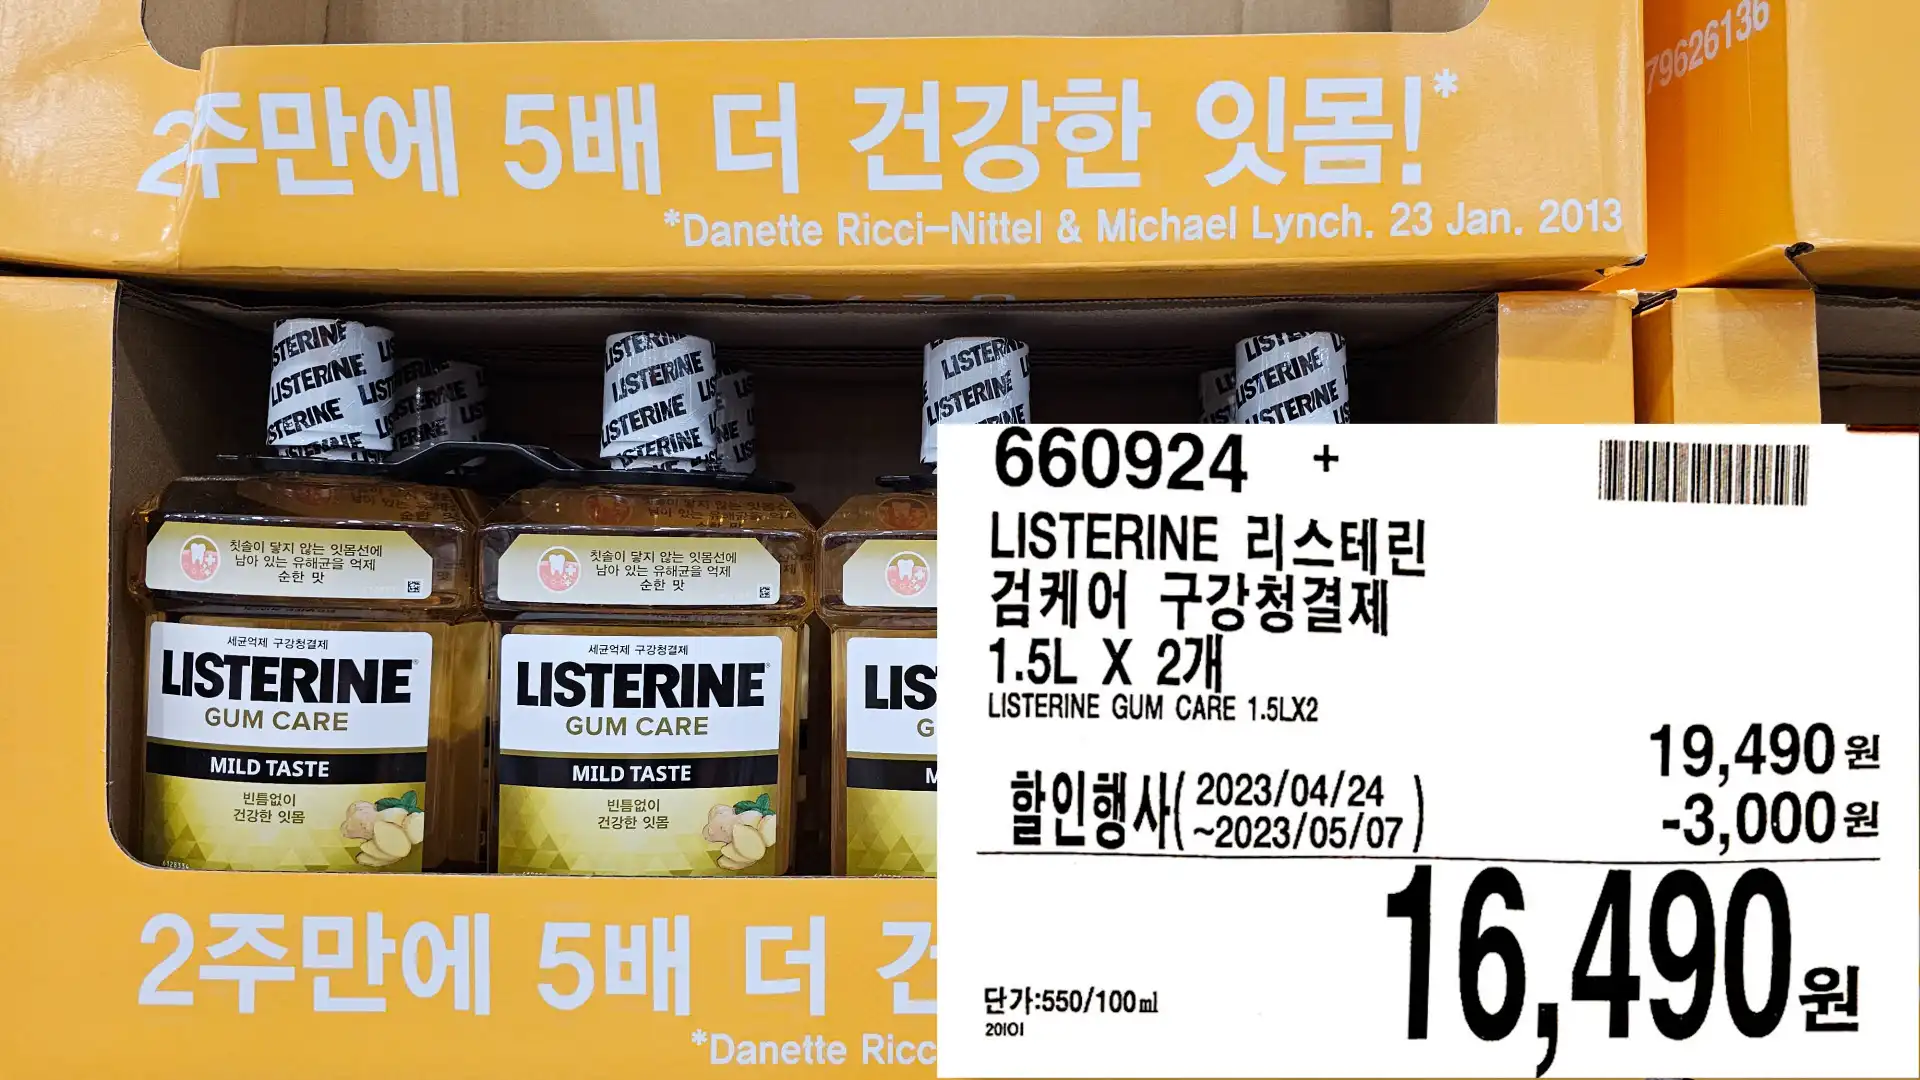 2주만에 5배 더 건강한 잇몸!*
*Danette Ricci-Nittel & Michael Lynch. 23 Jan. 2013
79626136
LISTERINE
LISTERINE
LISTERINE
LISTERINE
칫솔이 닿지 않는 잇몸선에
남아 있는 유해균을 억제
순한 맛
세균억제 구강청결제
LISTERINE
GUM CARE
MILD TASTE
빈틈없이
건강한 잇몸
칫솔이 닿지 않는 잇몸선에
남아 있는 유해균을 억제
순한 맛
세균억제 구강청결제
LISTERINE
GUM CARE
MILD TASTE
빈틈없이
건강한 잇몸
LIS
G
M
2주만에 5배 더
*Danette Ricc
660924 +
LISTERINE 리스테린
검케어 구강청결제
1.5L X 2개
LISTERINE GUM CARE 1.5LX2
19,490원
할인행사( 2023/04/24 ~2023/05/07 ) -3,000원
16,490원
단가:550/100㎖